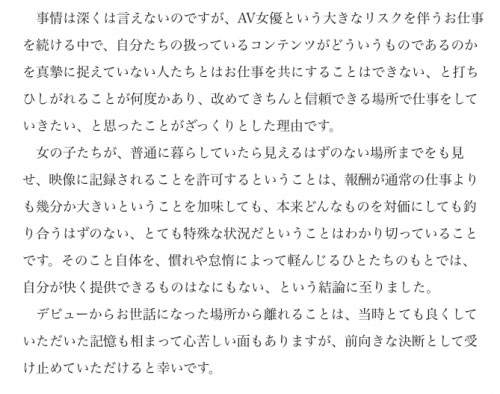 事情は深くは言えないのですが、AV女優という大きなリスクを伴うお仕事
を続ける中で、自分たちの扱っているコンテンツがどういうものであるのか
を真摯に捉えていない人たちとはお仕事を共にすることはできない、と打ち
ひしがれることが何度かあり、改めてきちんと信頼できる場所で仕事をして
いきたい、と思ったことがざっくりとした理由です。
　女の子たちが、普通に暮らしていたら見えるはずのない場所までをも見
せ、映像に記録されることを許可するということは、報酬が通常の仕事より
も幾分か大きいということを加味しても、本来どんなものを対価にしても釣
り合うはずのない、とても特殊な状況だということはわかり切っていること
です。そのこと自体を、慣れや怠惰によって軽んじるひとたちのもとでは、
自分が快く提供できるものはなにもない、という結論に至りました。
　デビューからお世話になった場所から離れることは、当時とても良くして
いただいた記憶も相まって心苦しい面もありますが、前向きな決断として受
け止めていただけると幸いです。